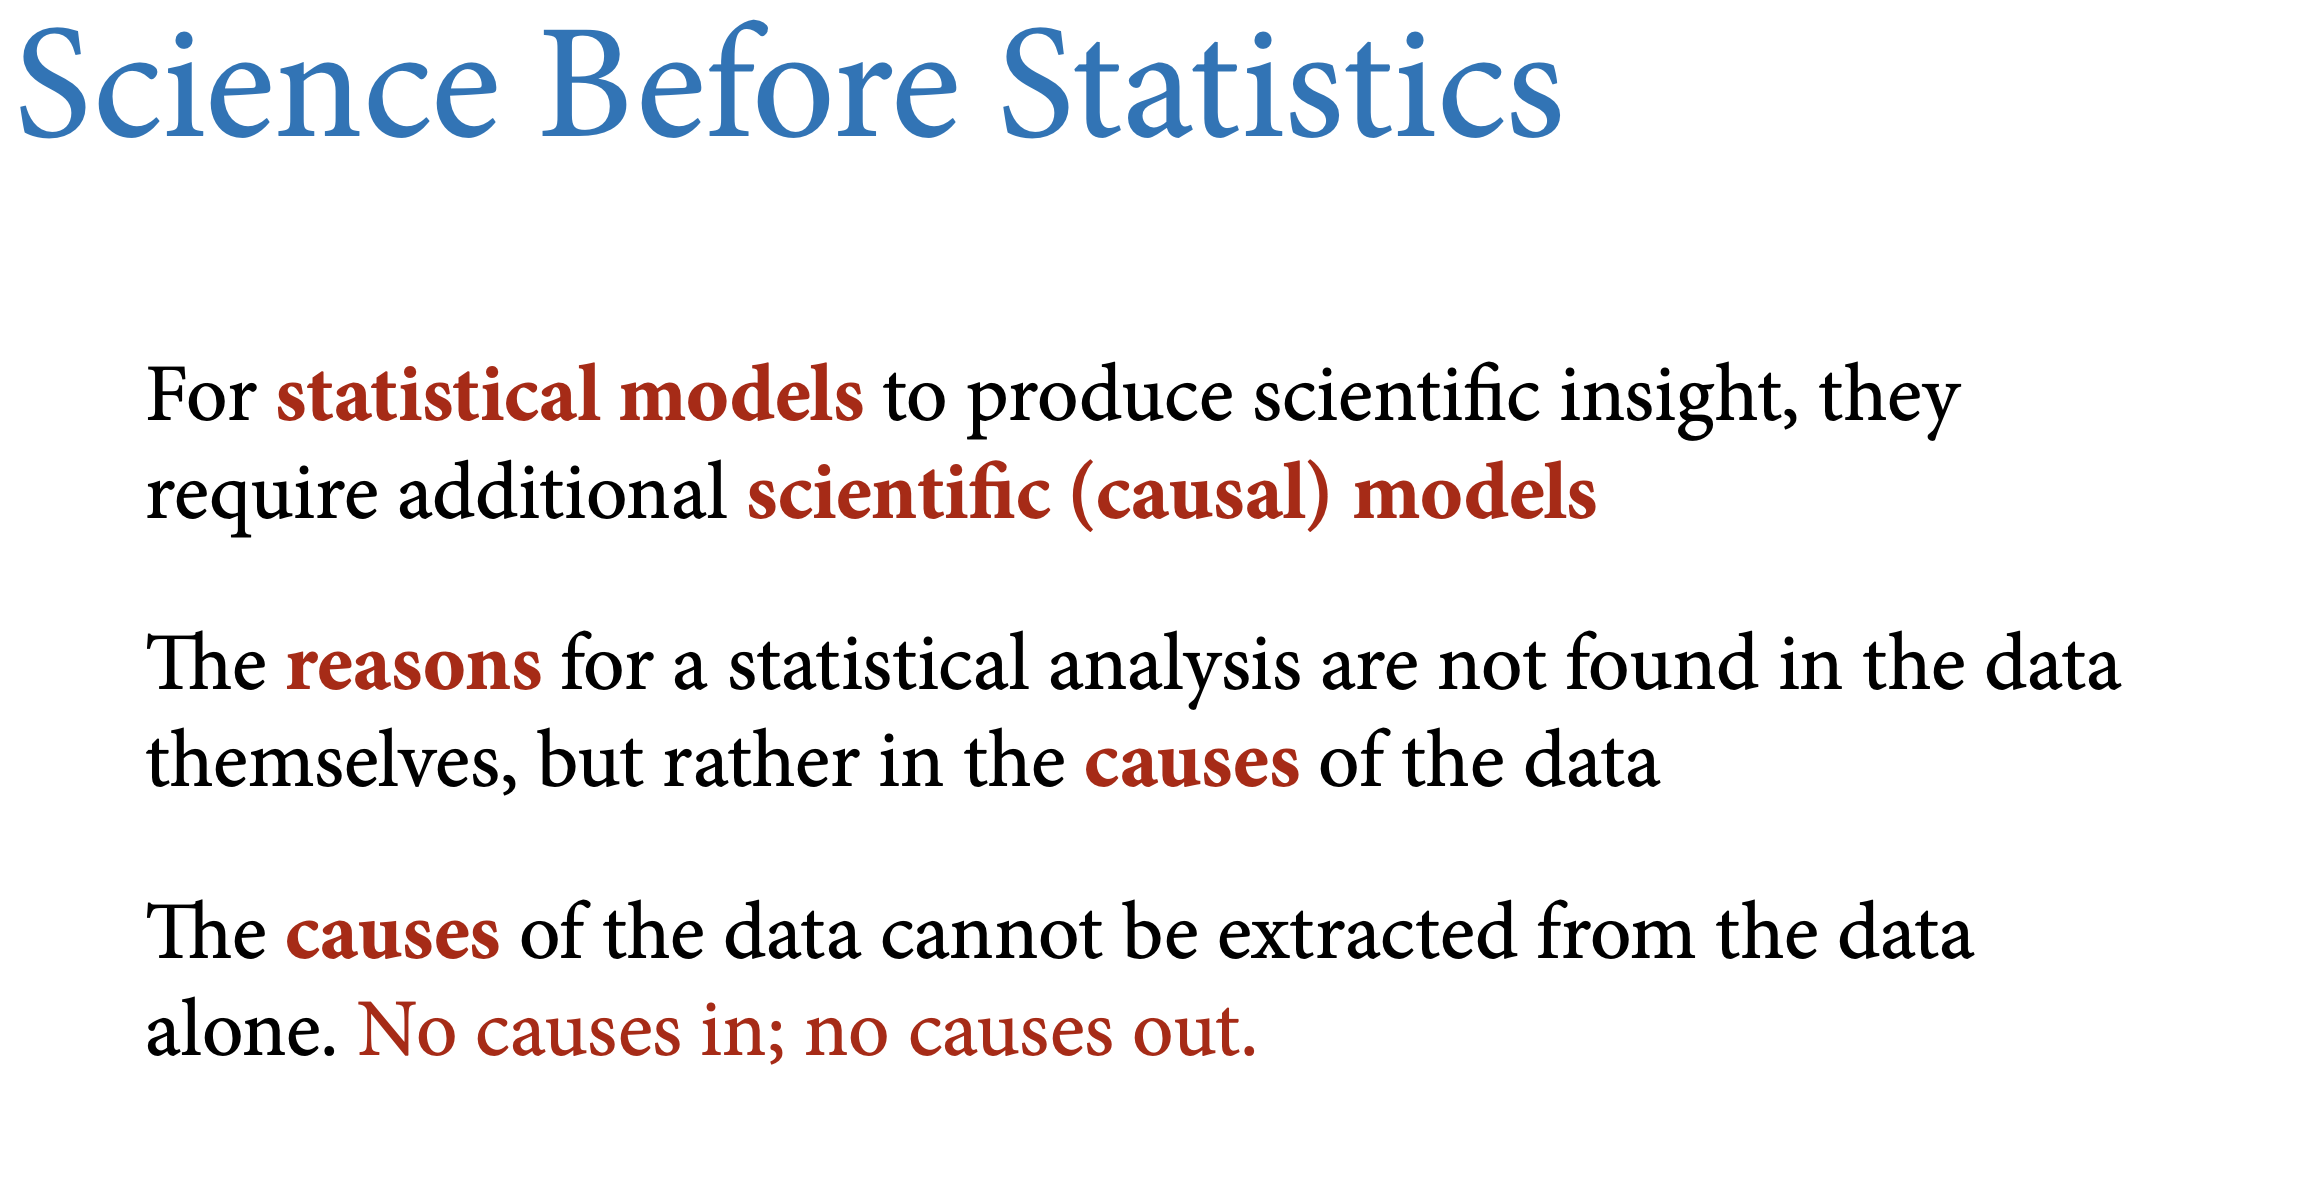 Science Before Statistics
For statistical models to produce scientific insight, they
require additional scientific (causal) models
The reasons for a statistical analysis are not found in the data
themselves, but rather in the causes of the data
The causes of the data cannot be extracted from the data
alone. No causes in; no causes out.